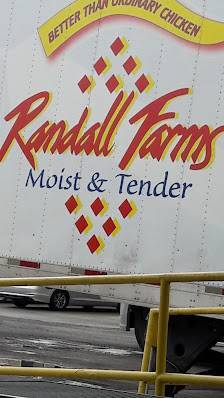 BETTER THAN ORDINARY CHICKEN
Randall Farms
Moist & Tender